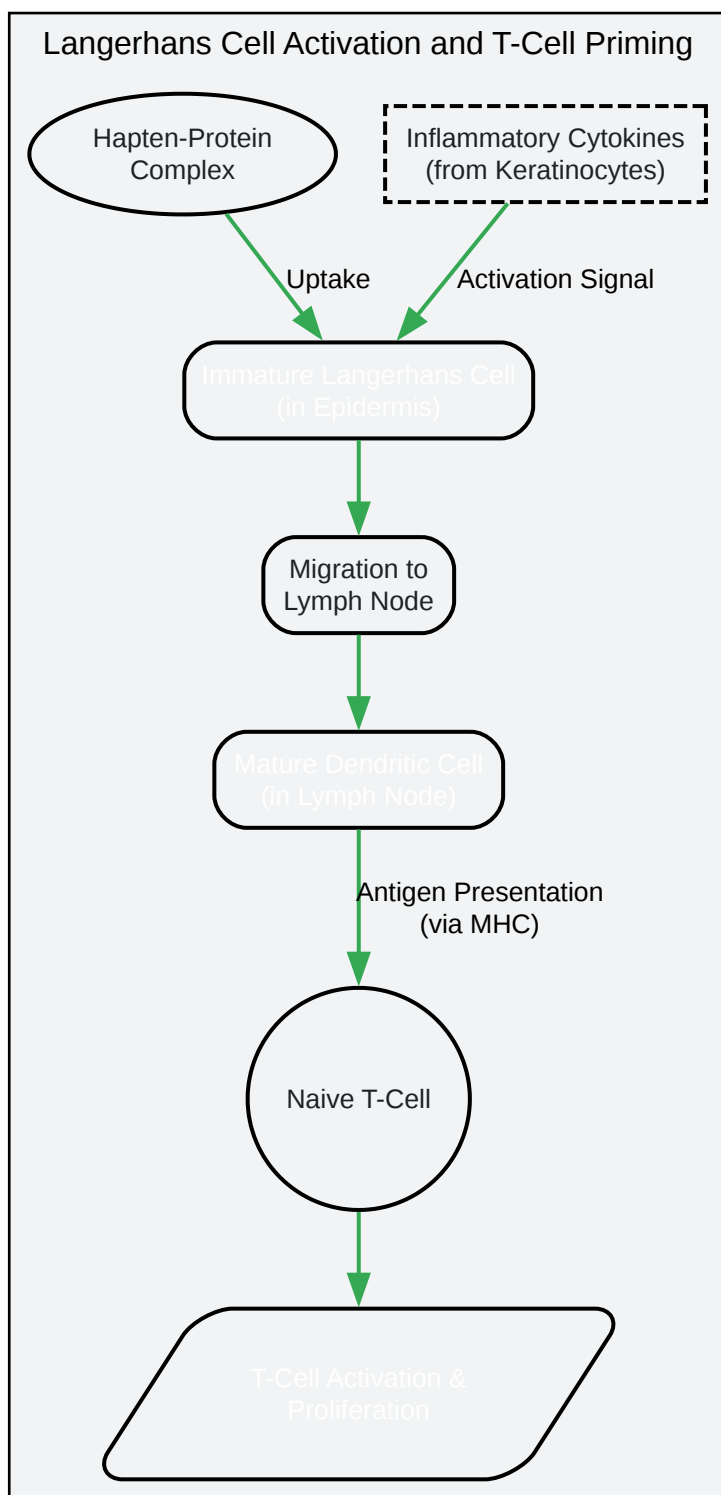 Langerhans Cell Activation and T-Cell Priming
Hapten-Protein
Complex
Inflammatory Cytokines
(from Keratinocytes)
Uptake
Activation Signal
Immature Langerhans Cell
(in Epidermis)
Migration to
Lymph Node
Mature Dendritic Cell
(in Lymph Node)
Antigen Presentation
(via MHC)
Naive T-Cell
T-Cell Activation &
Proliferation